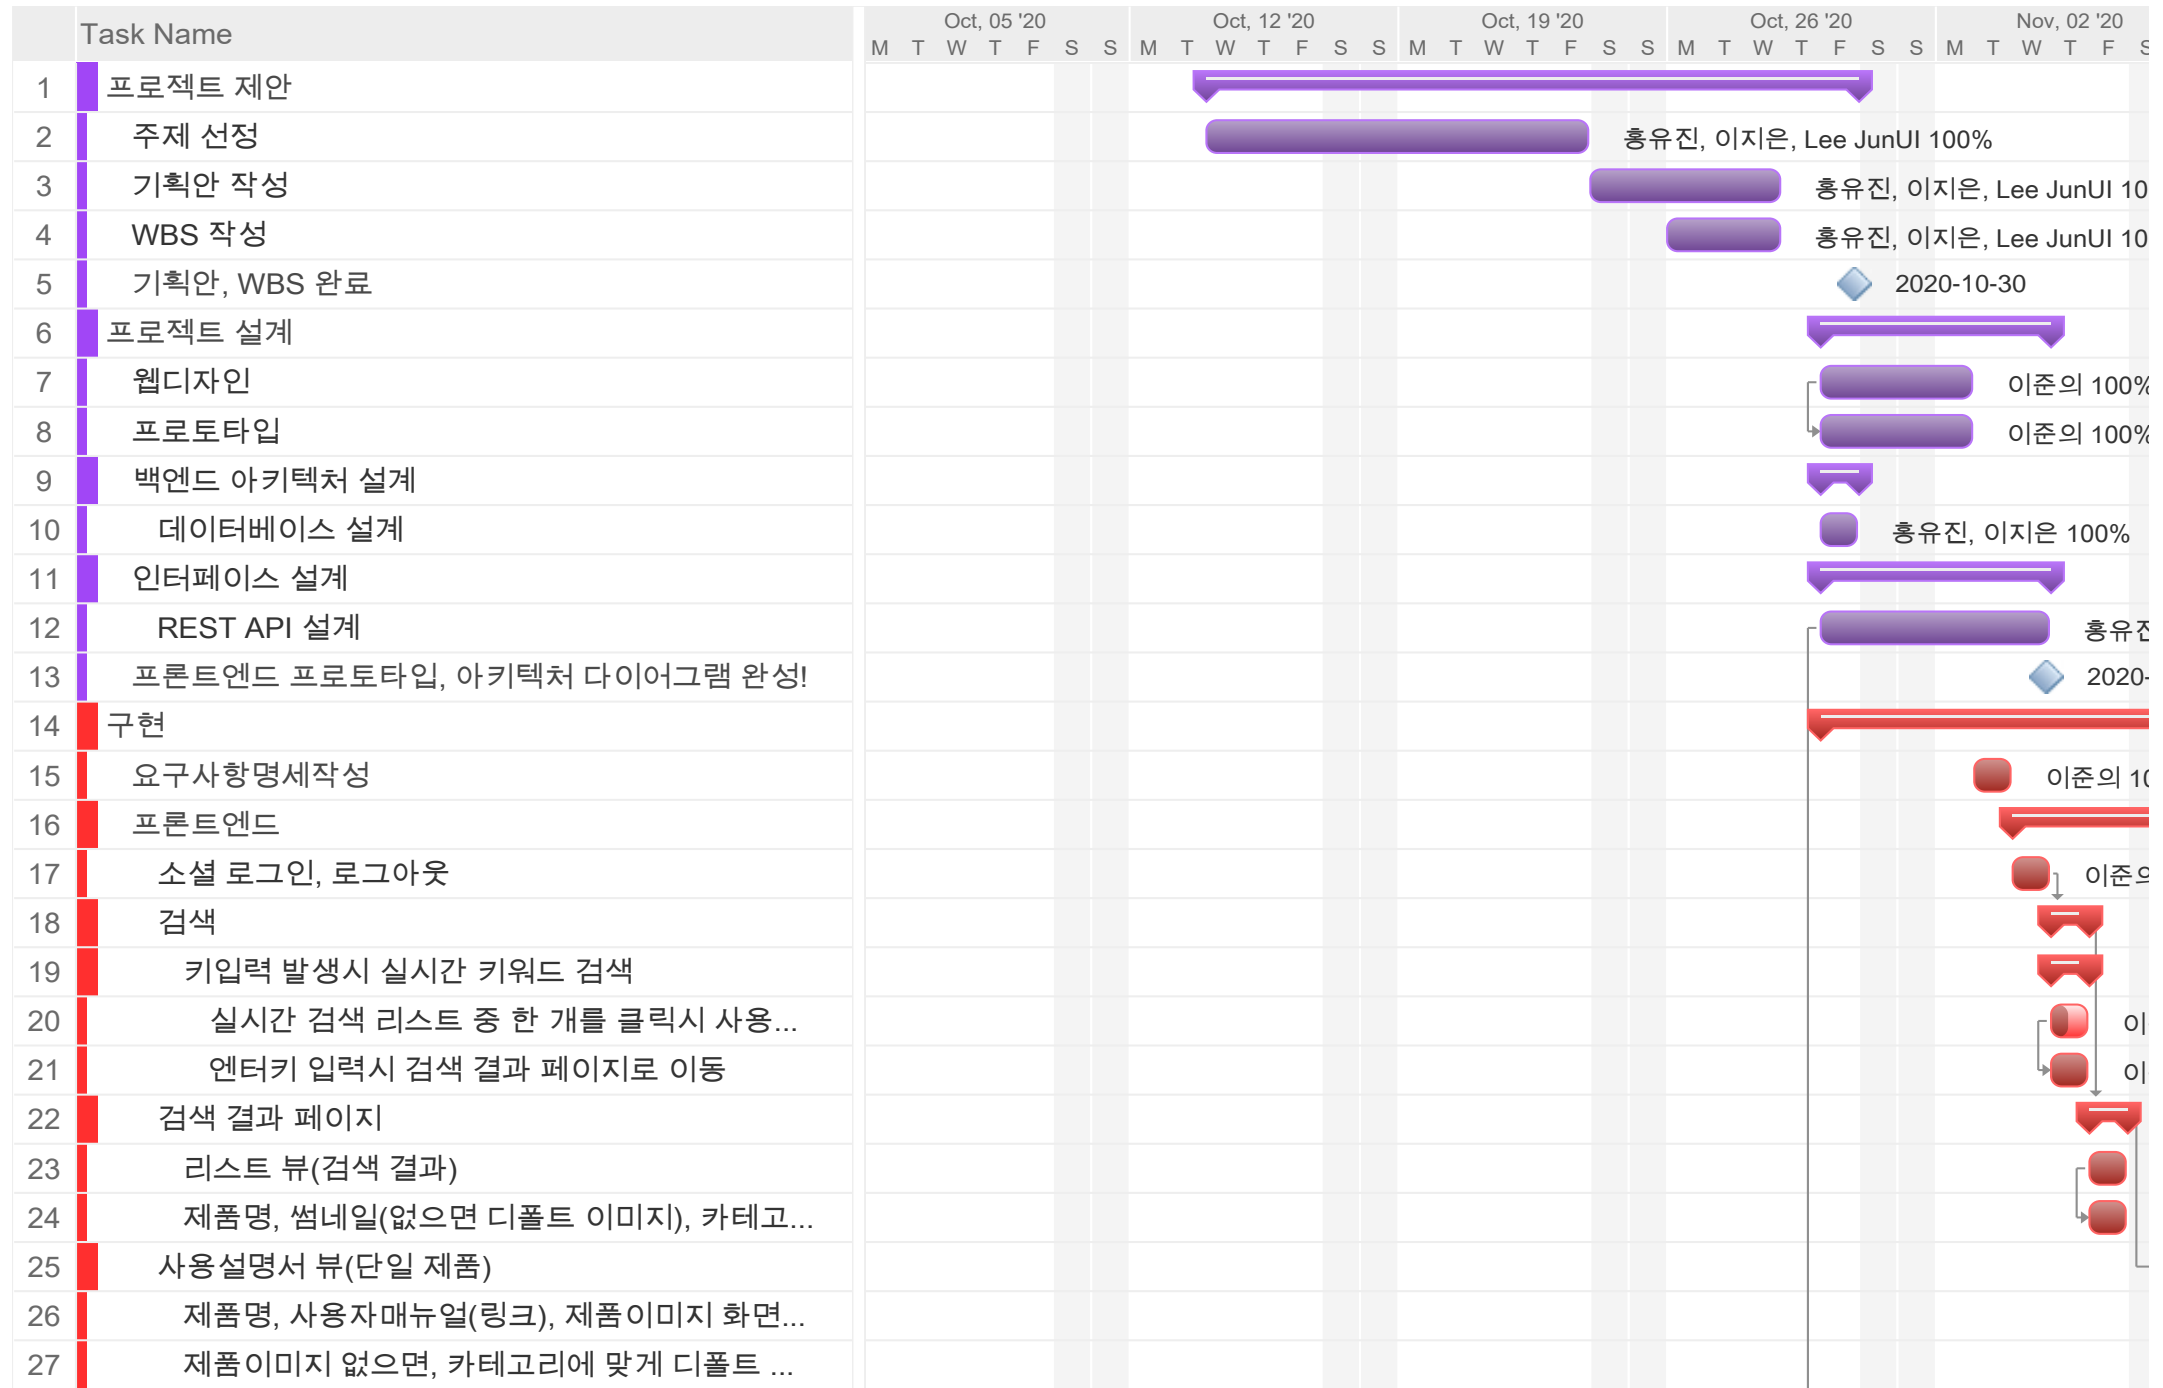 Task Name
Oct, 05 '20 Oct, 12 '20 Oct, 19 '20 Oct, 26 '20 Nov, 02 '20
M T W T F S S M T W T F S S M T W T F S S M T W T F S S M T W T F S
1 프로젝트 제안
2 주제 선정 홍유진, 이지은, Lee JunUI 100%
3 기획안 작성 홍유진, 이지은, Lee JunUI 10
4 WBS 작성 홍유진, 이지은, Lee JunUI 10
5 기획안, WBS 완료 2020-10-30
6 프로젝트 설계
7 웹디자인 이준의 100%
8 프로토타입 이준의 100%
9 백엔드 아키텍처 설계
10 데이터베이스 설계 홍유진, 이지은 100%
11 인터페이스 설계
12 REST API 설계 홍유진
13 프론트엔드 프로토타입, 아키텍처 다이어그램 완성! 2020-
14 구현
15 요구사항명세작성 이준의 10
16 프론트엔드
17 소셜 로그인, 로그아웃 이준의
18 검색
19 키입력 발생시 실시간 키워드 검색
20 실시간 검색 리스트 중 한 개를 클릭시 사용... 이
21 엔터키 입력시 검색 결과 페이지로 이동 이
22 검색 결과 페이지
23 리스트 뷰(검색 결과)
24 제품명, 썸네일(없으면 디폴트 이미지), 카테고...
25 사용설명서 뷰(단일 제품)
26 제품명, 사용자매뉴얼(링크), 제품이미지 화면...
27 제품이미지 없으면, 카테고리에 맞게 디폴트 ...